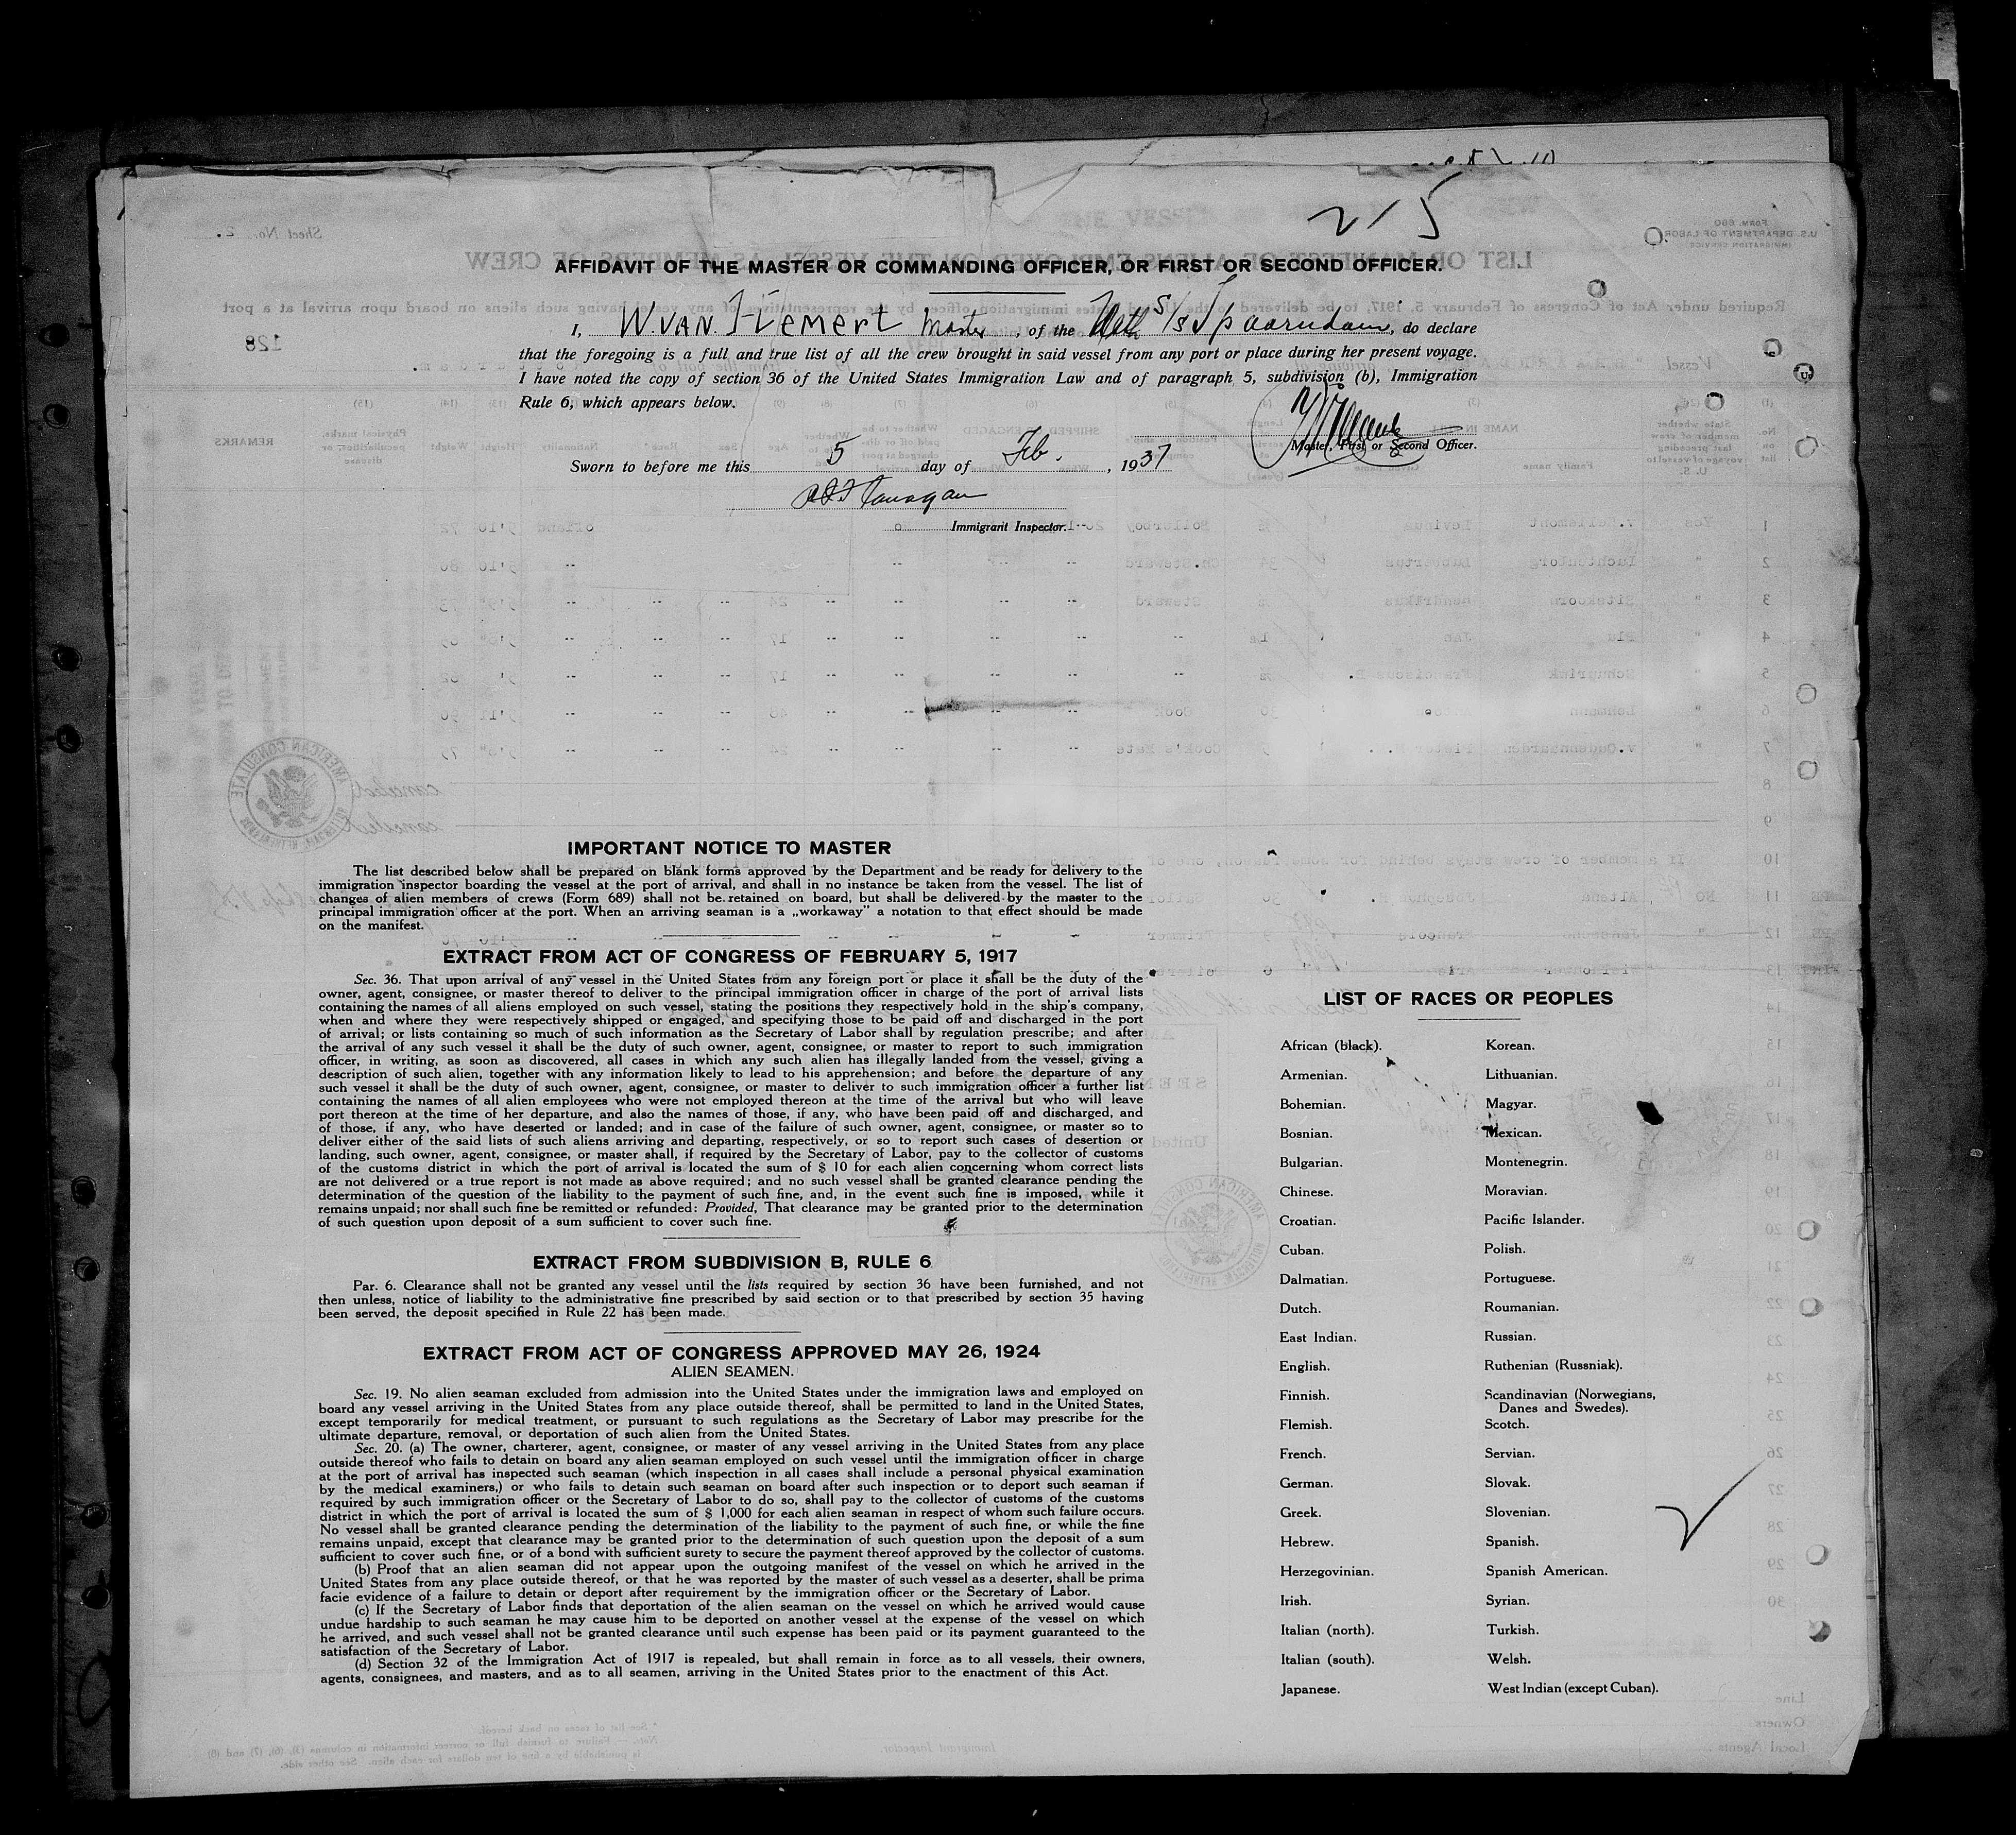 215
AFFIDAVIT OF THE MASTER OR COMMANDING OFFICER, OR FIRST OR SECOND OFFICER.
I, W. VAN. Hemert Master, of the Neth S/S Spaarndam, do declare
that the foregoing is a full and true list of all the crew brought in said vessel from any port or place during her present voyage.
I have noted the copy of section 36 of the United States Immigration Law and of paragraph 5, subdivision (b), Immigration
Rule 6, which appears below.
Master, First or Second Officer.
Sworn to before me this 5 day of Feb., 1937
Flanagan
Immigrant Inspector.
IMPORTANT NOTICE TO MASTER
The list described below shall be prepared on blank forms approved by the Department and be ready for delivery to the
immigration inspector boarding the vessel at the port of arrival, and shall in no instance be taken from the vessel. The list of
changes of alien members of crews (Form 689) shall not be retained on board, but shall be delivered by the master to the
principal immigration officer at the port. When an arriving seaman is a „workaway" a notation to that effect should be made
on the manifest.
EXTRACT FROM ACT OF CONGRESS OF FEBRUARY 5, 1917
Sec. 36. That upon arrival of any vessel in the United States from any foreign port or place it shall be the duty of the
owner, agent, consignee, or master thereof to deliver to the principal immigration officer in charge of the port of arrival lists
containing the names of all aliens employed on such vessel, stating the positions they respectively hold in the ship's company,
when and where they were respectively shipped or engaged, and specifying those to be paid off and discharged in the port
of arrival; or lists containing so much of such information as the Secretary of Labor shall by regulation prescribe; and after
the arrival of any such vessel it shall be the duty of such owner, agent, consignee, or master to report to such immigration
officer, in writing, as soon as discovered, all cases in which any such alien has illegally landed from the vessel, giving a
description of such alien, together with any information likely to lead to his apprehension; and before the departure of any
such vessel it shall be the duty of such owner, agent, consignee, or master to deliver to such immigration officer a further list
containing the names of all alien employees who were not employed thereon at the time of the arrival but who will leave
port thereon at the time of her departure, and also the names of those, if any, who have been paid off and discharged, and
of those, if any, who have deserted or landed; and in case of the failure of such owner, agent, consignee, or master so to
deliver either of the said lists of such aliens arriving and departing, respectively, or so to report such cases of desertion or
landing, such owner, agent, consignee, or master shall, if required by the Secretary of Labor, pay to the collector of customs
of the customs district in which the port of arrival is located the sum of $ 10 for each alien concerning whom correct lists
are not delivered or a true report is not made as above required; and no such vessel shall be granted clearance pending the
determination of the question of the liability to the payment of such fine, and, in the event such fine is imposed, while it
remains unpaid; nor shall such fine be remitted or refunded: Provided, That clearance may be granted prior to the determination
of such question upon deposit of a sum sufficient to cover such fine.
EXTRACT FROM SUBDIVISION B, RULE 6
Par. 6. Clearance shall not be granted any vessel until the lists required by section 36 have been furnished, and not
then unless, notice of liability to the administrative fine prescribed by said section or to that prescribed by section 35 having
been served, the deposit specified in Rule 22 has been made.
EXTRACT FROM ACT OF CONGRESS APPROVED MAY 26, 1924
ALIEN SEAMEN.
Sec. 19. No alien seaman excluded from admission into the United States under the immigration laws and employed on
board any vessel arriving in the United States from any place outside thereof, shall be permitted to land in the United States,
except temporarily for medical treatment, or pursuant to such regulations as the Secretary of Labor may prescribe for the
ultimate departure, removal, or deportation of such alien from the United States.
Sec. 20. (a) The owner, charterer, agent, consignee, or master of any vessel arriving in the United States from any place
outside thereof who fails to detain on board any alien seaman employed on such vessel until the immigration officer in charge
at the port of arrival has inspected such seaman (which inspection in all cases shall include a personal physical examination
by the medical examiners,) or who fails to detain such seaman on board after such inspection or to deport such seaman if
required by such immigration officer or the Secretary of Labor to do so, shall pay to the collector of customs of the customs
district in which the port of arrival is located the sum of $ 1,000 for each alien seaman in respect of whom such failure occurs.
No vessel shall be granted clearance pending the determination of the liability to the payment of such fine, or while the fine
remains unpaid, except that clearance may be granted prior to the determination of such question upon the deposit of a sum
sufficient to cover such fine, or of a bond with sufficient surety to secure the payment thereof approved by the collector of customs.
(b) Proof that an alien seaman did not appear upon the outgoing manifest of the vessel on which he arrived in the
United States from any place outside thereof, or that he was reported by the master of such vessel as a deserter, shall be prima
facie evidence of a failure to detain or deport after requirement by the immigration officer or the Secretary of Labor.
(c) If the Secretary of Labor finds that deportation of the alien seaman on the vessel on which he arrived would cause
undue hardship to such seaman he may cause him to be deported on another vessel at the expense of the vessel on which
he arrived, and such vessel shall not be granted clearance until such expense has been paid or its payment guaranteed to the
satisfaction of the Secretary of Labor.
(d) Section 32 of the Immigration Act of 1917 is repealed, but shall remain in force as to all vessels, their owners,
agents, consignees, and masters, and as to all seamen, arriving in the United States prior to the enactment of this Act.
LIST OF RACES OR PEOPLES
African (black).
Armenian.
Bohemian.
Bosnian.
Bulgarian.
Chinese.
Croatian.
Cuban.
Dalmatian.
Dutch.
East Indian.
English.
Finnish.
Flemish.
French.
German.
Greek.
Hebrew.
Herzegovinian.
Irish.
Italian (north).
Italian (south).
Japanese.
Korean.
Lithuanian.
Magyar.
Mexican.
Montenegrin.
Moravian.
Pacific Islander.
Polish.
Portuguese.
Roumanian.
Russian.
Ruthenian (Russniak).
Scandinavian (Norwegians,
Danes and Swedes).
Scotch.
Servian.
Slovak.
Slovenian.
Spanish.
Spanish American.
Syrian.
Turkish.
Welsh.
West Indian (except Cuban).